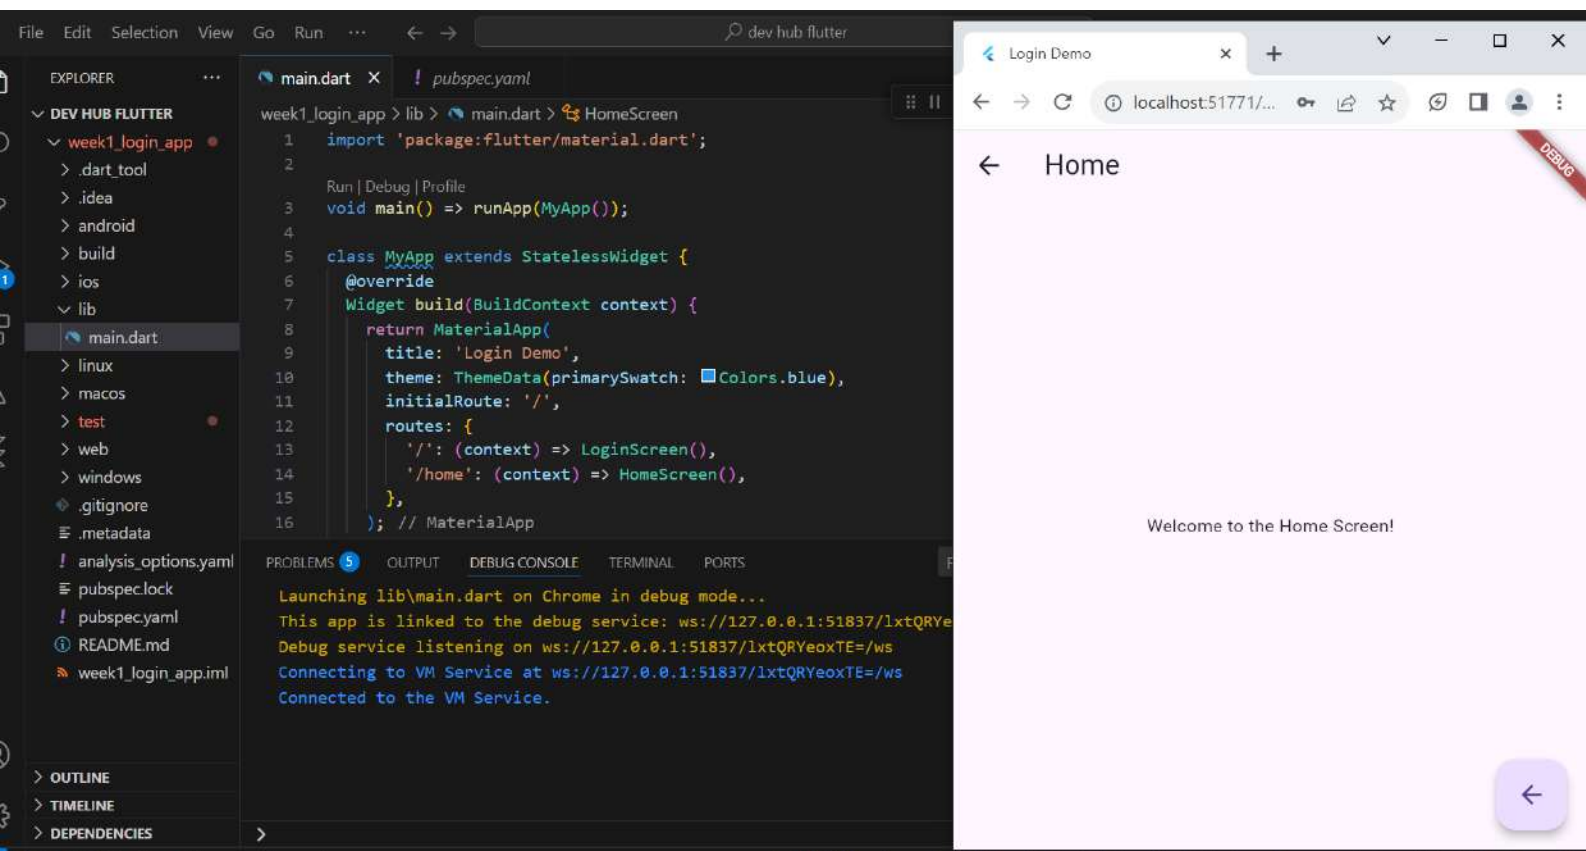 File Edit Selection View Go Run ··· dev hub flutter
EXPLORER ···
DEV HUB FLUTTER
week1_login_app
.dart_tool
.idea
android
build
ios
lib
main.dart
linux
macos
test
web
windows
.gitignore
.metadata
analysis_options.yaml
pubspec.lock
pubspec.yaml
README.md
week1_login_app.iml
OUTLINE
TIMELINE
DEPENDENCIES
1
main.dart ! pubspec.yaml
week1_login_app > lib > main.dart > HomeScreen
1 import 'package:flutter/material.dart';
2
Run | Debug | Profile
3 void main() => runApp(MyApp());
4
5 class MyApp extends StatelessWidget {
6 @override
7 Widget build(BuildContext context) {
8 return MaterialApp(
9 title: 'Login Demo',
10 theme: ThemeData(primarySwatch: Colors.blue),
11 initialRoute: '/',
12 routes: {
13 '/': (context) => LoginScreen(),
14 '/home': (context) => HomeScreen(),
15 },
16 ); // MaterialApp
PROBLEMS 5 OUTPUT DEBUG CONSOLE TERMINAL PORTS
Launching lib\main.dart on Chrome in debug mode...
This app is linked to the debug service: ws://127.0.0.1:51837/lxtQRYe
Debug service listening on ws://127.0.0.1:51837/lxtQRYeoxTE=/ws
Connecting to VM Service at ws://127.0.0.1:51837/lxtQRYeoxTE=/ws
Connected to the VM Service.
>
Login Demo
localhost:51771/...
Home
DEBUG
Welcome to the Home Screen!